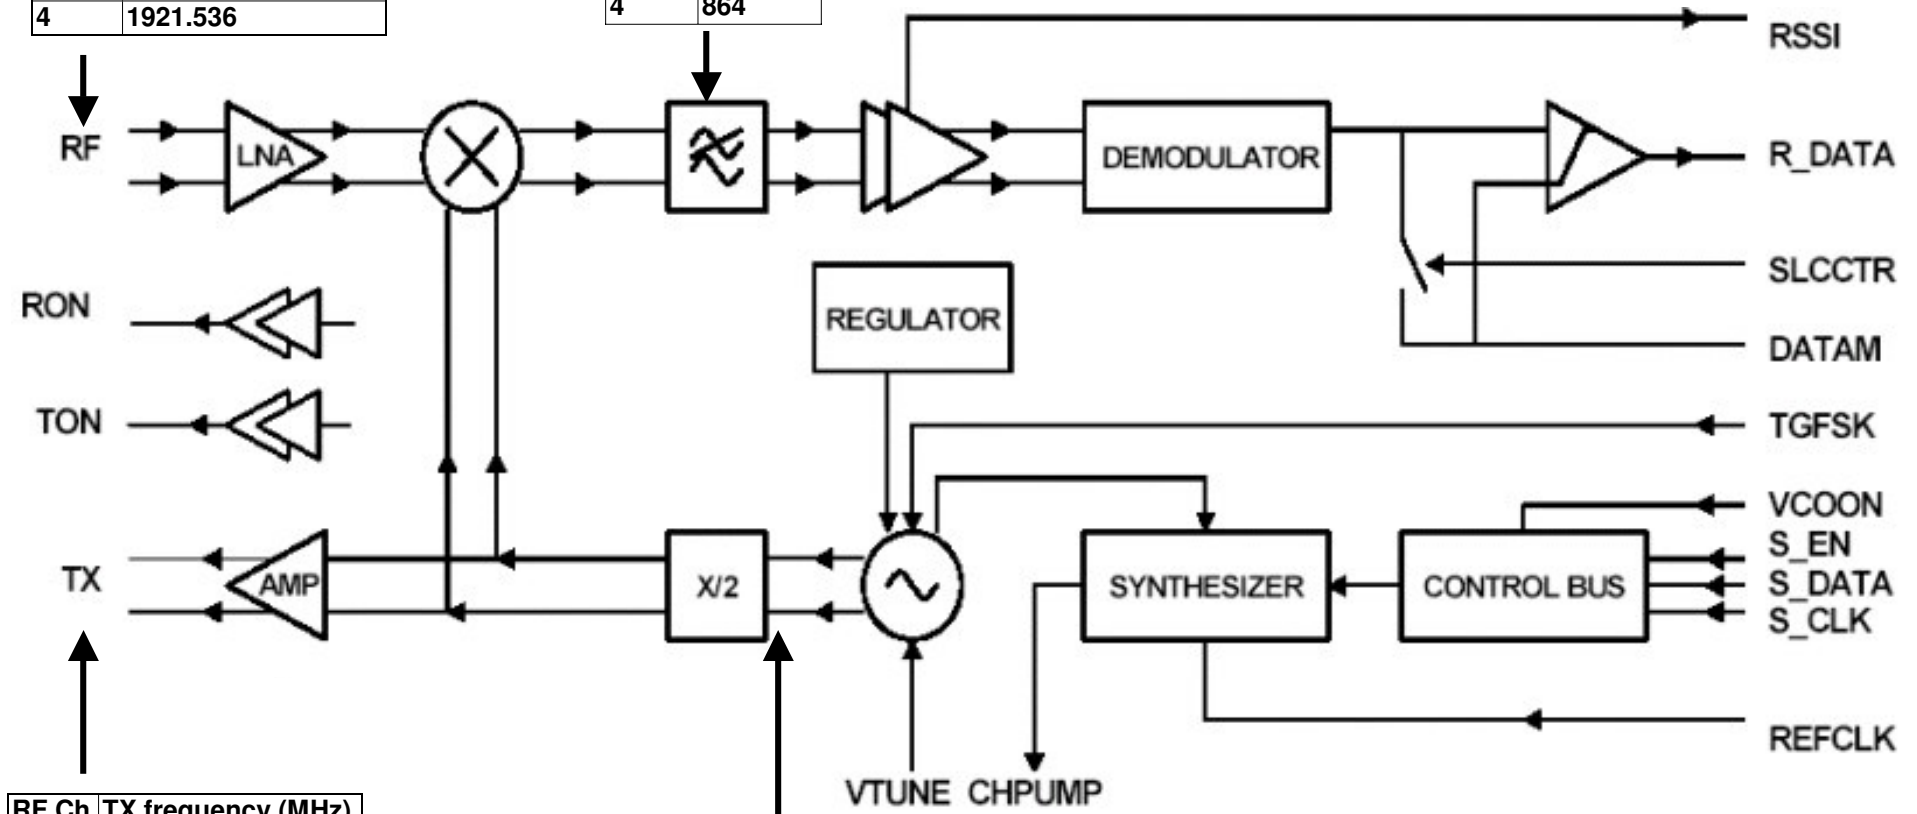 4 1921.536
4 864
RSSI
RF
LNA
DEMODULATOR
R_DATA
SLCCTR
RON
REGULATOR
DATAM
TON
TGFSK
VCOON
S_EN
TX
AMP
X/2
SYNTHESIZER
CONTROL BUS
S_DATA
S_CLK
REFCLK
VTUNE CHPUMP
RF Ch TX frequency (MHz)